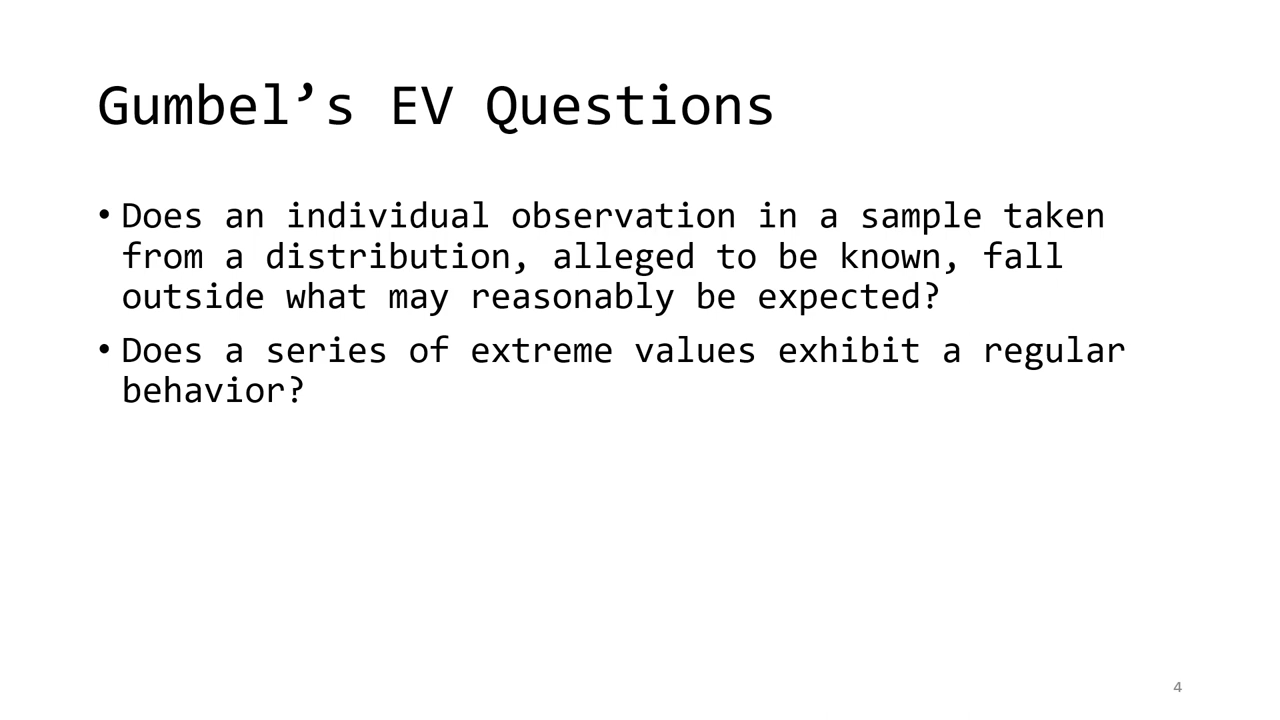 Gumbel’s EV Questions
• Does an individual observation in a sample taken
from a distribution, alleged to be known, fall
outside what may reasonably be expected?
• Does a series of extreme values exhibit a regular
behavior?
4